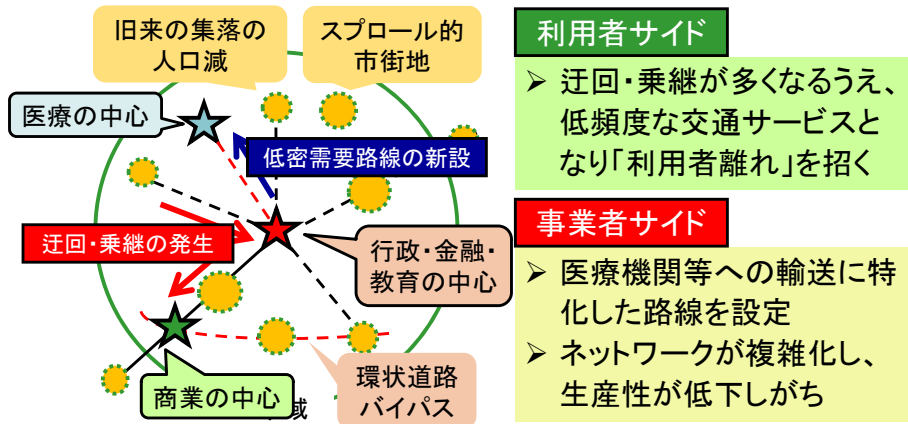 旧来の集落の
人口減
スプロール的
市街地
医療の中心
低密需要路線の新設
迂回・乗継の発生
行政・金融・
教育の中心
環状道路
バイパス
商業の中心
域
利用者サイド
➢ 迂回・乗継が多くなるうえ、
低頻度な交通サービスと
なり「利用者離れ」を招く
事業者サイド
➢ 医療機関等への輸送に特
化した路線を設定
➢ ネットワークが複雑化し、
生産性が低下しがち